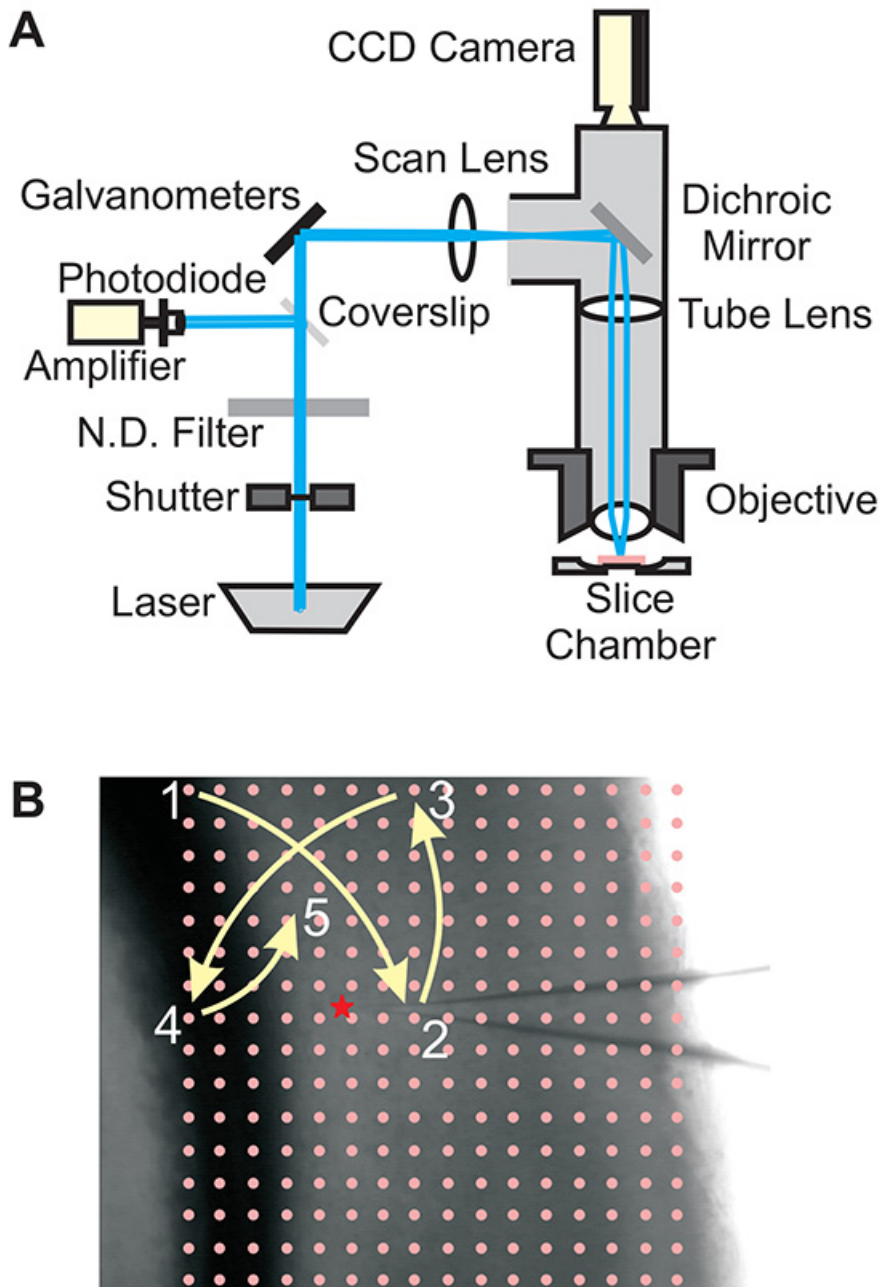 A
CCD Camera
Scan Lens
Galvanometers
Dichroic
Mirror
Photodiode
Coverslip
Tube Lens
Amplifier
N.D. Filter
Shutter
Objective
Laser
Slice
Chamber
B
1
3
5
4
2